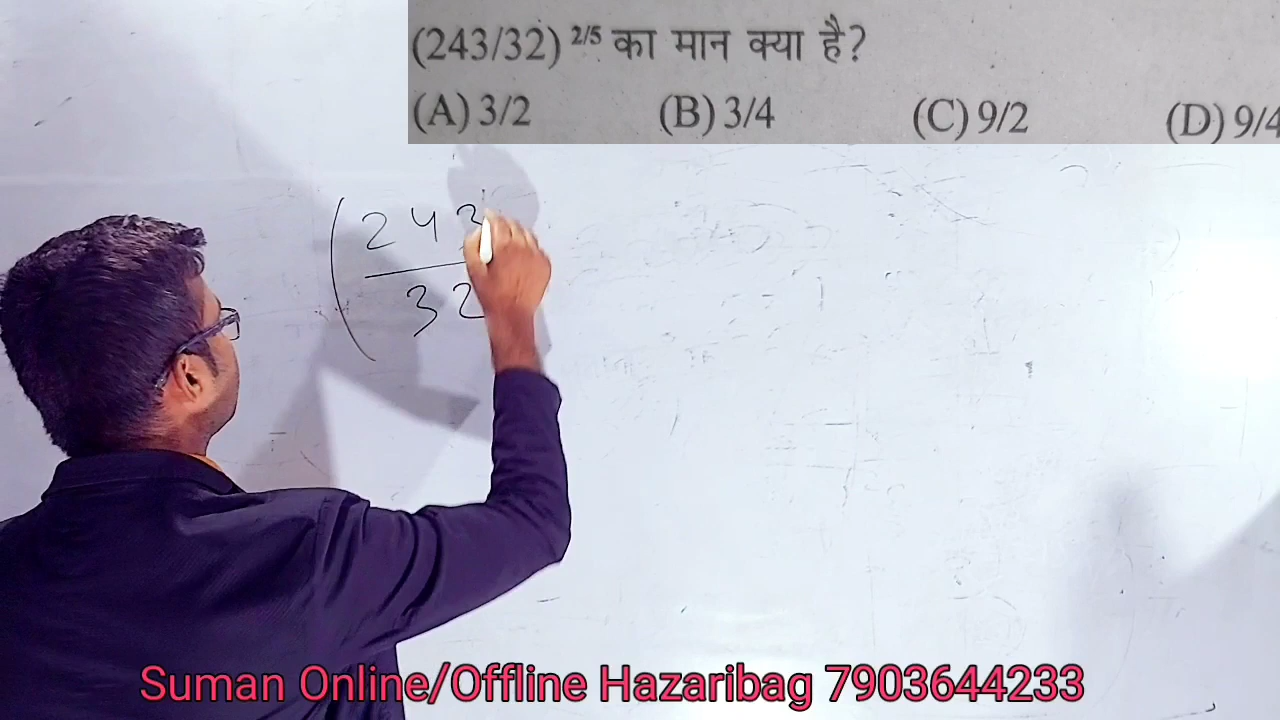 (243/32) 2/5 का मान क्या है?
(A) 3/2 (B) 3/4 (C) 9/2 (D) 9/4
(243
32
Suman Online/Offline Hazaribag 7903644233